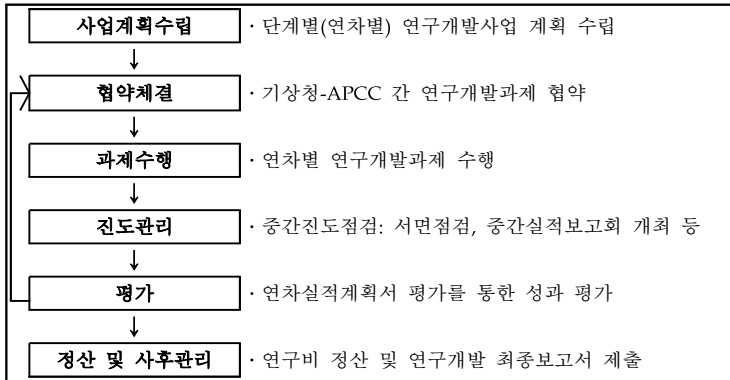 사업계획수립 · 단계별(연차별) 연구개발사업 계획 수립
↓
협약체결 · 기상청-APCC 간 연구개발과제 협약
↓
과제수행 · 연차별 연구개발과제 수행
↓
진도관리 · 중간진도점검: 서면점검, 중간실적보고회 개최 등
↓
평가 · 연차실적계획서 평가를 통한 성과 평가
↓
정산 및 사후관리 · 연구비 정산 및 연구개발 최종보고서 제출